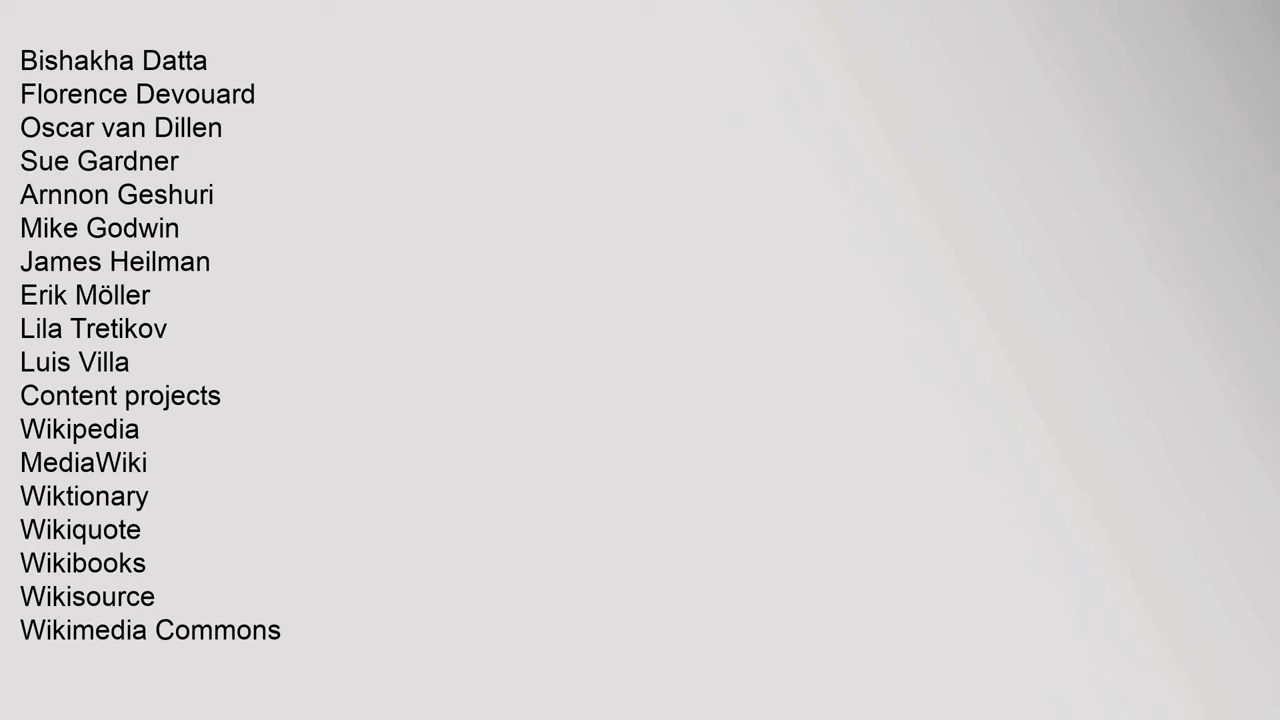 Bishakha Datta
Florence Devouard
Oscar van Dillen
Sue Gardner
Arnnon Geshuri
Mike Godwin
James Heilman
Erik Möller
Lila Tretikov
Luis Villa
Content projects
Wikipedia
MediaWiki
Wiktionary
Wikiquote
Wikibooks
Wikisource
Wikimedia Commons